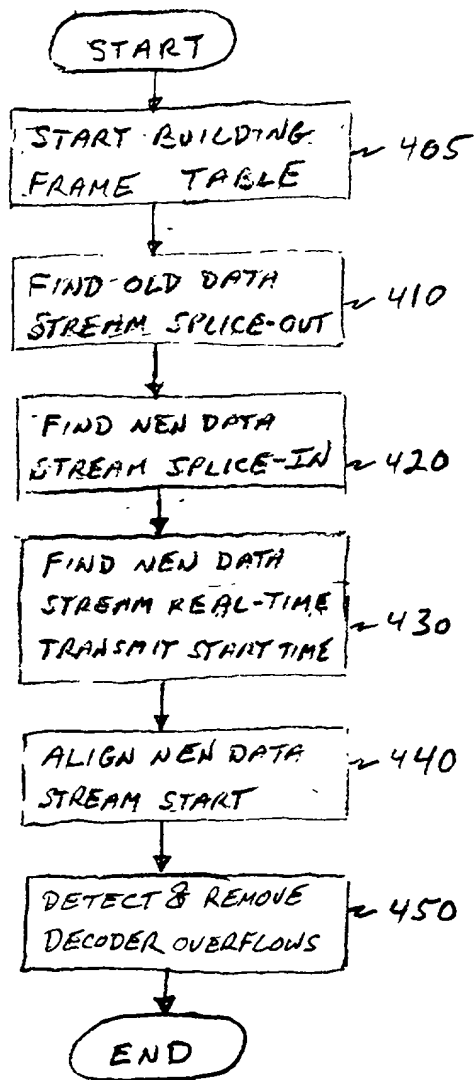 START
START BUILDING
FRAME TABLE
405
FIND OLD DATA
STREAM SPLICE-OUT
410
FIND NEW DATA
STREAM SPLICE-IN
420
FIND NEW DATA
STREAM REAL-TIME
TRANSMIT START TIME
430
ALIGN NEW DATA
STREAM START
440
DETECT & REMOVE
DECODER OVERFLOWS
450
END